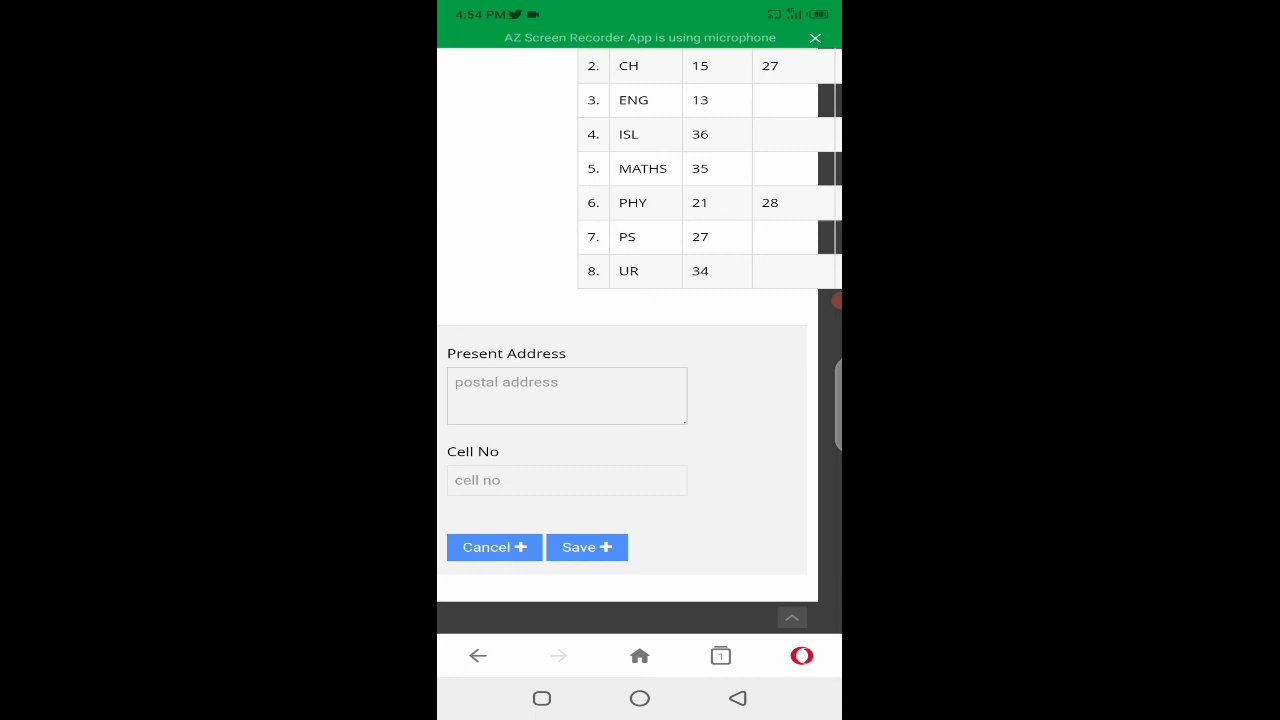 4:54 PM
4G
AZ Screen Recorder App is using microphone
2. CH 15 27
3. ENG 13
4. ISL 36
5. MATHS 35
6. PHY 21 28
7. PS 27
8. UR 34
Present Address
postal address
Cell No
cell no
Cancel Save
1